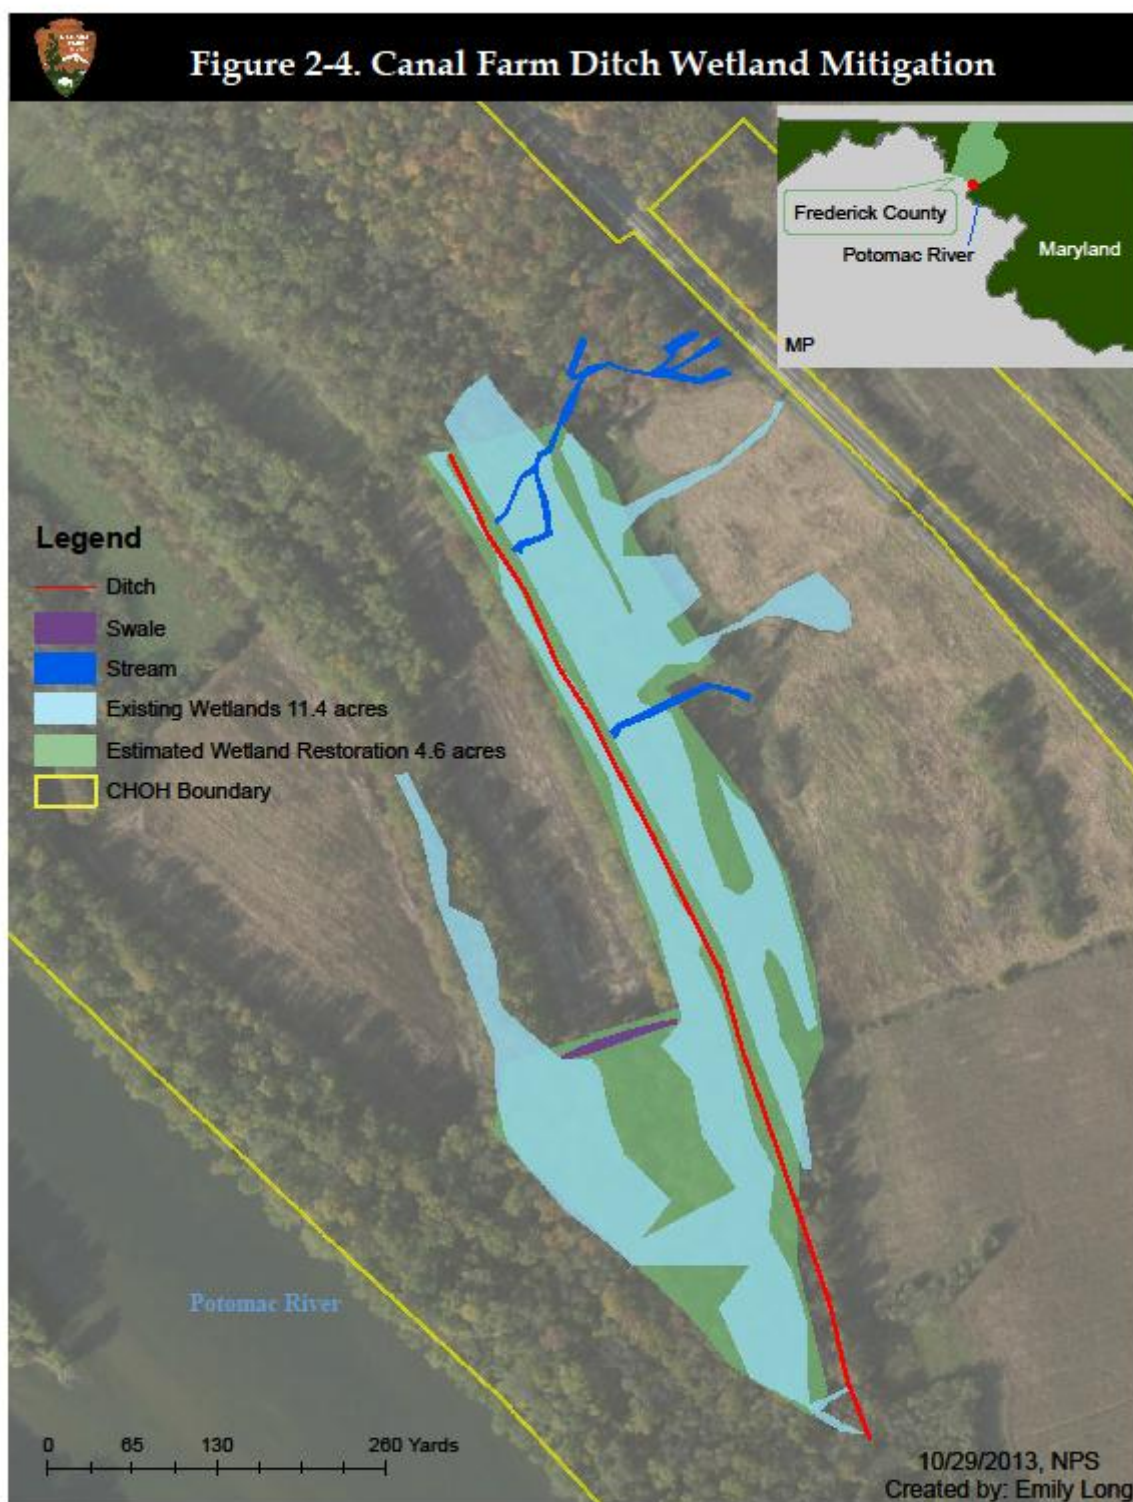 Figure 2-4. Canal Farm Ditch Wetland Mitigation
Frederick County
Potomac River
Maryland
MP
Legend
Ditch
Swale
Stream
Existing Wetlands 11.4 acres
Estimated Wetland Restoration 4.6 acres
CHOH Boundary
Potomac River
0 65 130 260 Yards
10/29/2013, NPS
Created by: Emily Long